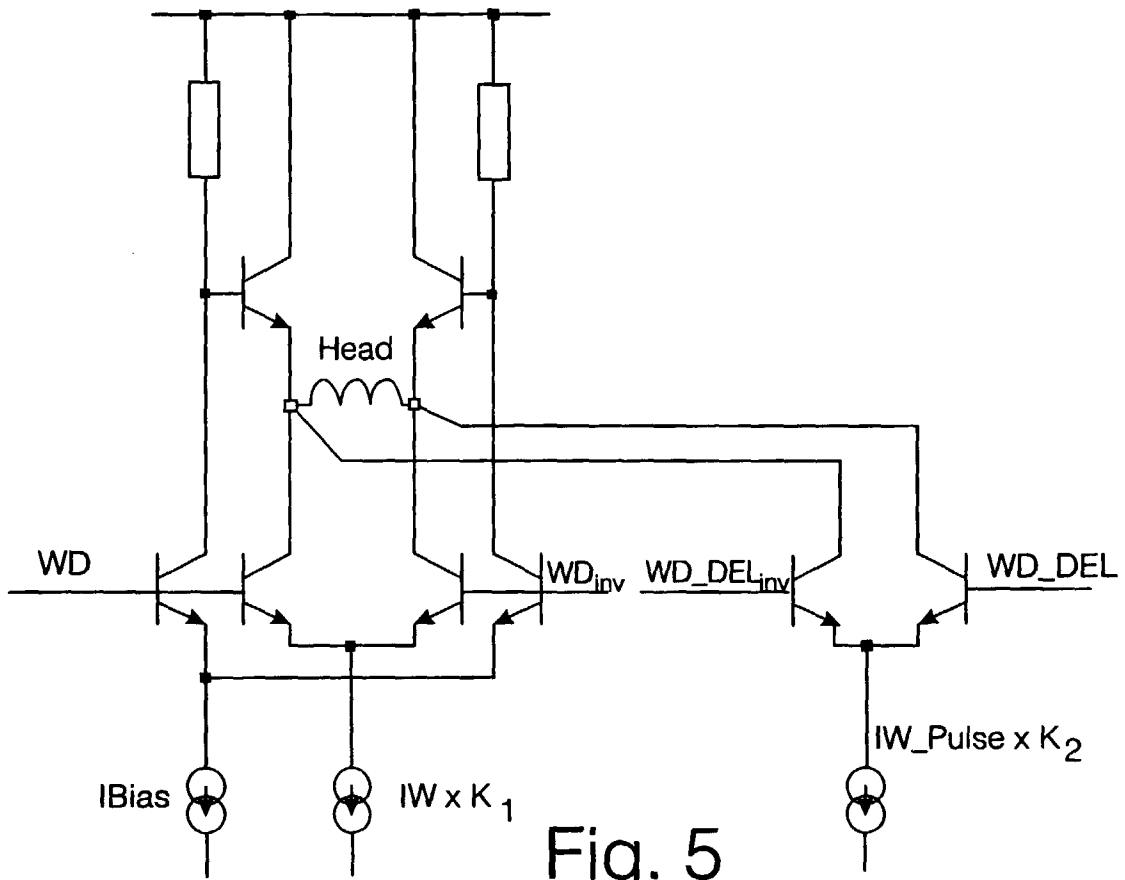 Head
WD
WDinv
WD_DELinv
WD_DEL
IBias
IW x K1
IW_Pulse x K2
Fig. 5